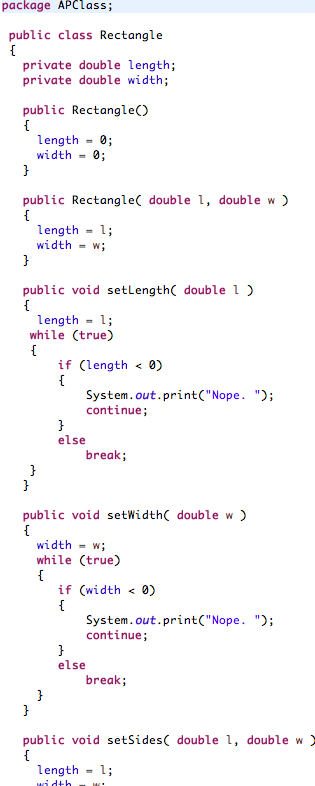 package APClass;
public class Rectangle
{
private double length;
private double width;
public Rectangle()
{
length = 0;
width = 0;
}
public Rectangle( double l, double w )
{
length = l;
width = w;
}
public void setLength( double l )
{
length = l;
while (true)
{
if (length < 0)
{
System.out.print("Nope. ");
continue;
}
else
break;
}
}
public void setWidth( double w )
{
width = w;
while (true)
{
if (width < 0)
{
System.out.print("Nope. ");
continue;
}
else
break;
}
}
public void setSides( double l, double w )
{
length = l;
width = w;